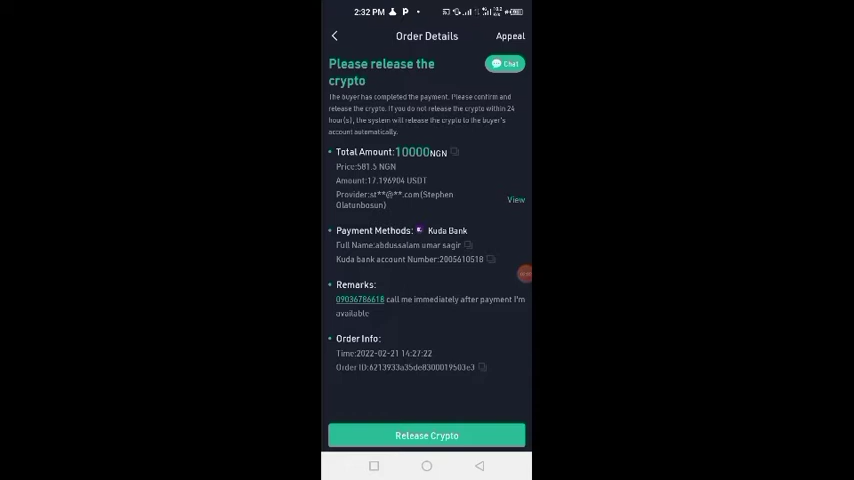 2:32 PM
Order Details
Appeal
Please release the
crypto
Chat
The buyer has completed the payment. Please confirm and
release the crypto. If you do not release the crypto within 24
hour(s), the system will release the crypto to the buyer's
account automatically.
Total Amount:10000NGN
Price:581.5 NGN
Amount:17.196904 USDT
Provider:st**@**.com(Stephen
Olatunbosun)
View
Payment Methods: Kuda Bank
Full Name:abdussalam umar sagir
Kuda bank account Number:2005610518
Remarks:
09036786618 call me immediately after payment I'm
available
Order Info:
Time:2022-02-21 14:27:22
Order ID:6213933a35de8300019503e3
Release Crypto